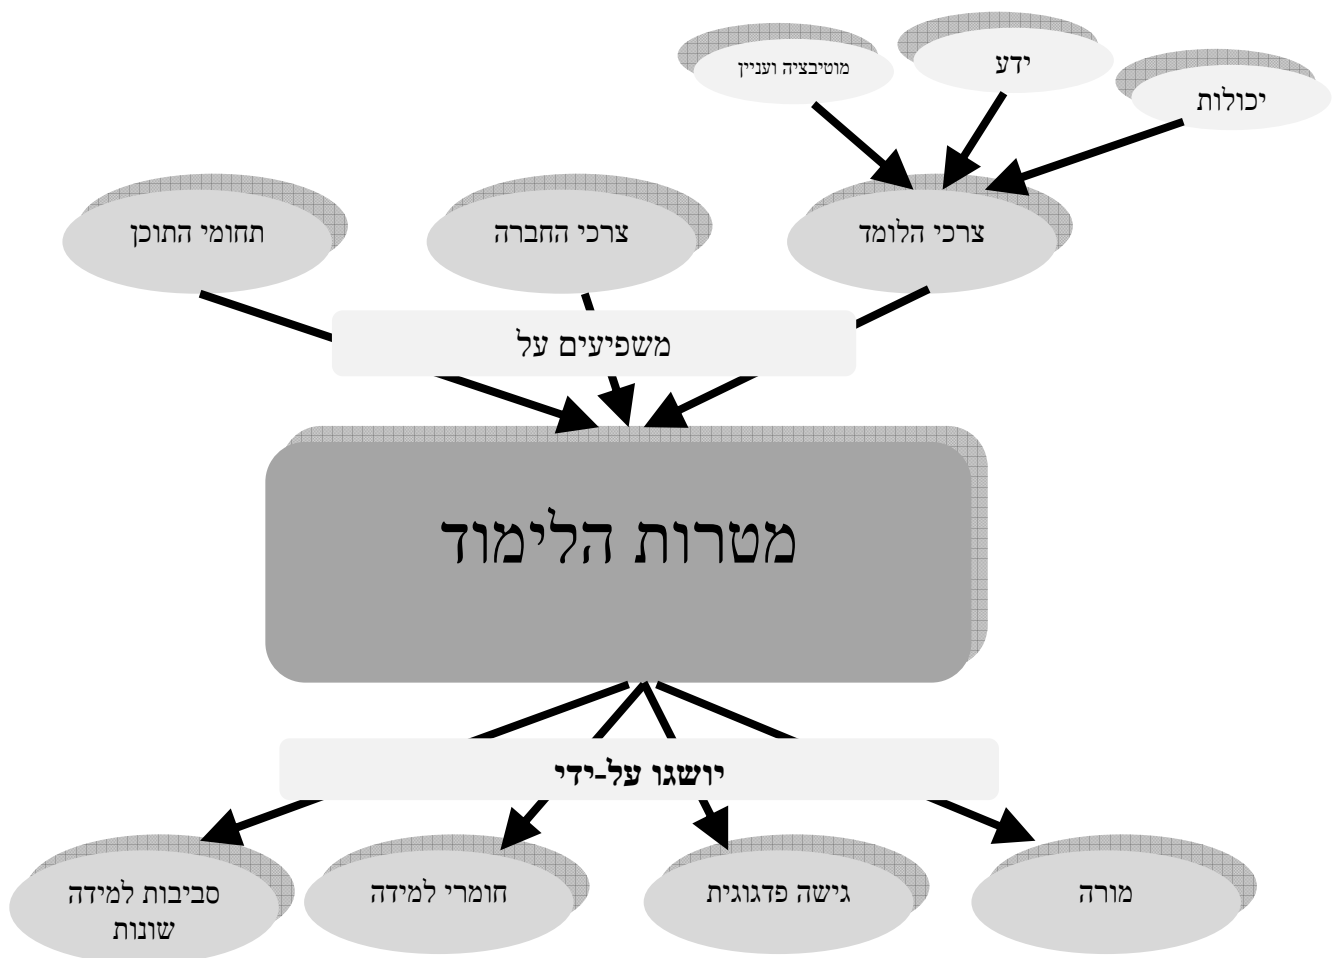 יכולות
ידע
מוטיבציה ועניין
צרכי הלומד
צרכי החברה
תחומי התוכן
משפיעים על
מטרות הלימוד
יושגו על-ידי
מורה
גישה פדגוגית
חומרי למידה
סביבות למידה
שונות